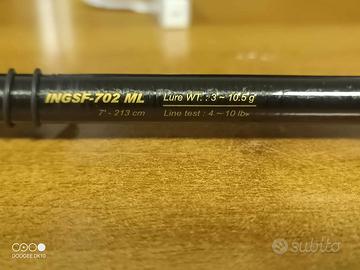 INGSF-702 ML
Lure WT. : 3 ~ 10.5 g
7' - 213 cm
Line test : 4 ~ 10 lbs
DOOGEE DK10
subito